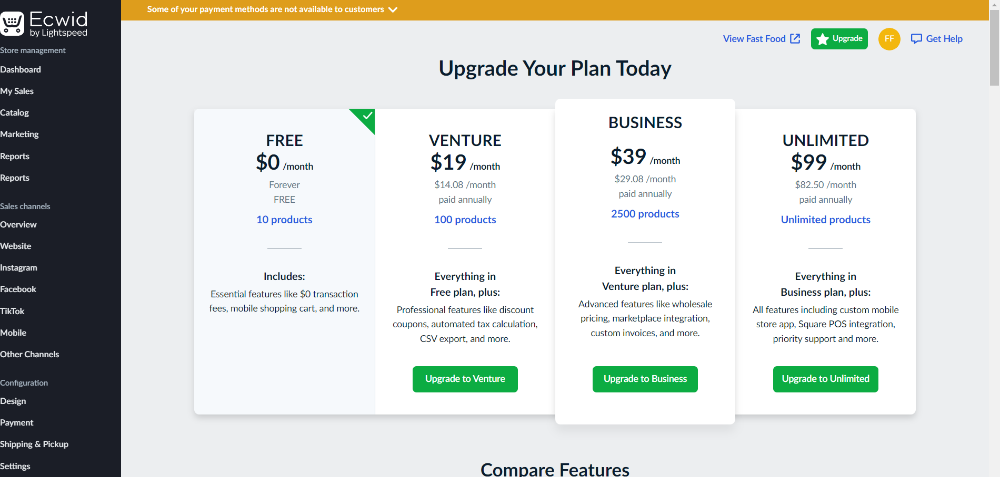 Some of your payment methods are not available to customers
Ecwid
by Lightspeed
Store management
Dashboard
My Sales
Catalog
Marketing
Reports
Reports
Sales channels
Overview
Website
Instagram
Facebook
TikTok
Mobile
Other Channels
Configuration
Design
Payment
Shipping & Pickup
Settings
View Fast Food
Upgrade
FF
Get Help
Upgrade Your Plan Today
FREE
$0 /month
Forever
FREE
10 products
Includes:
Essential features like $0 transaction
fees, mobile shopping cart, and more.
VENTURE
$19 /month
$14.08 /month
paid annually
100 products
Everything in
Free plan, plus:
Professional features like discount
coupons, automated tax calculation,
CSV export, and more.
Upgrade to Venture
BUSINESS
$39 /month
$29.08 /month
paid annually
2500 products
Everything in
Venture plan, plus:
Advanced features like wholesale
pricing, marketplace integration,
custom invoices, and more.
Upgrade to Business
UNLIMITED
$99 /month
$82.50 /month
paid annually
Unlimited products
Everything in
Business plan, plus:
All features including custom mobile
store app, Square POS integration,
priority support and more.
Upgrade to Unlimited
Compare Features